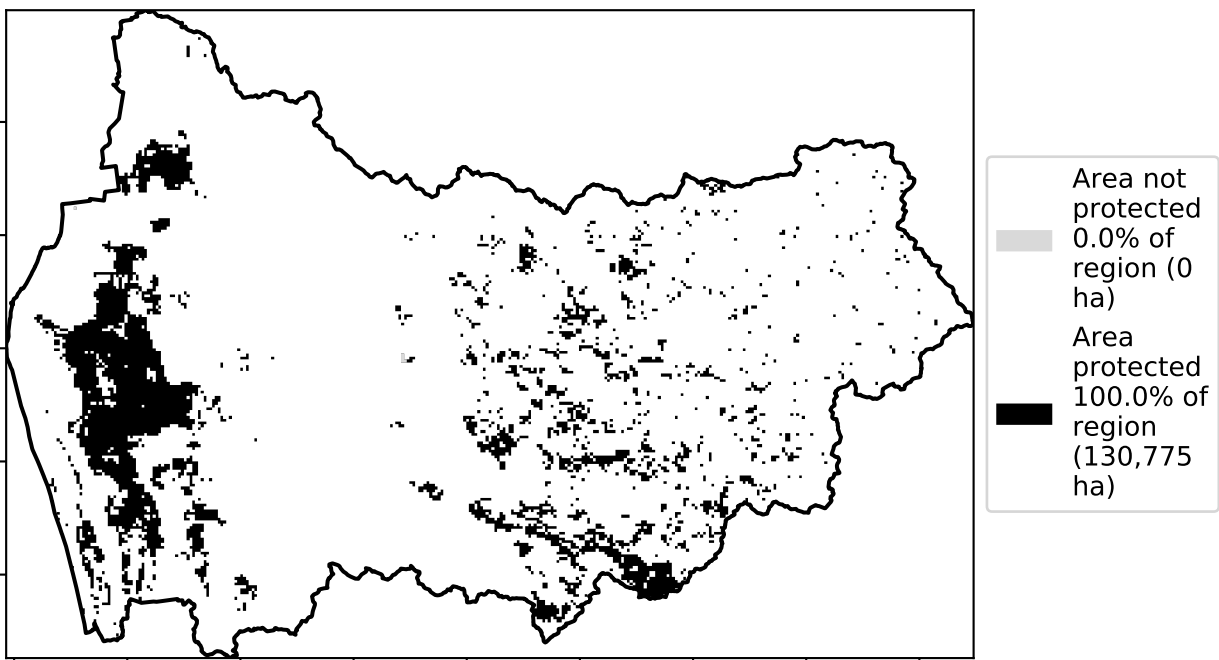 Area not
protected
0.0% of
region (0
ha)
Area
protected
100.0% of
region
(130,775
ha)